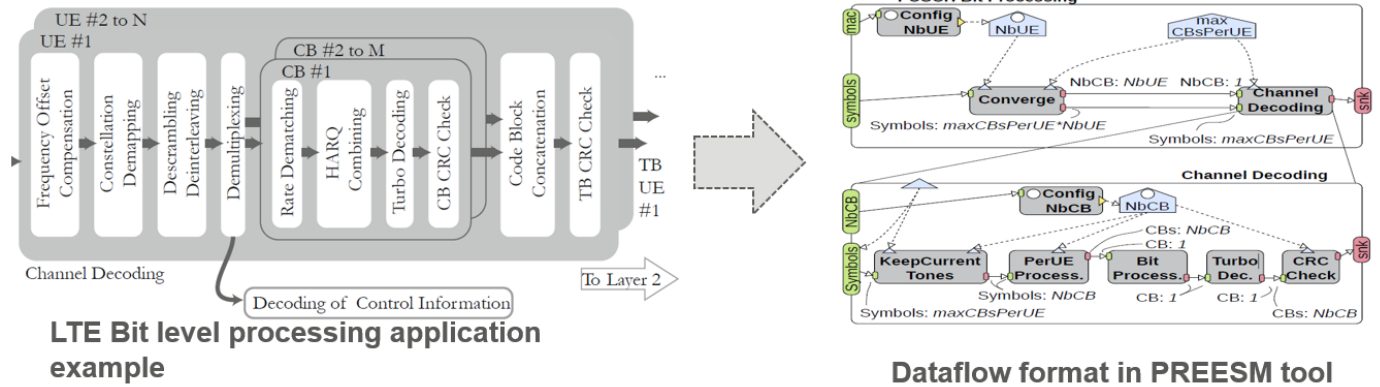 UE #2 to N
UE #1
Frequency Offset
Compensation
Constellation
Demapping
Descrambling
Deinterleaving
Demultiplexing
CB #2 to M
CB #1
Rate Dematching
HARQ
Combining
Turbo Decoding
CB CRC Check
Code Block
Concatenation
TB CRC Check
...
TB
UE
#1
Channel Decoding
Decoding of Control Information
To Layer 2
LTE Bit level processing application
example
Bit Processing
mac
Config
NbUE
NbUE
max
CBsPerUE
symbols
Converge
NbCB: NbUE
NbCB: 1
Channel
Decoding
snk
Symbols: maxCBsPerUE*NbUE
Symbols: maxCBsPerUE
Channel Decoding
NbCB
Config
NbCB
NbCB
Symbols
KeepCurrent
Tones
PerUE
Process.
CBs: NbCB
CB: 1
Bit
Process.
Turbo
Dec.
CRC
Check
snk
Symbols: NbCB
CB: 1
CB: 1
CBs: NbCB
Symbols: maxCBsPerUE
Dataflow format in PREESM tool